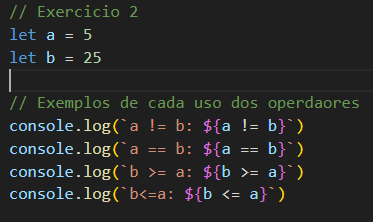 // Exercicio 2
let a = 5
let b = 25
// Exemplos de cada uso dos operdaores
console.log(`a != b: ${a != b}`)
console.log(`a == b: ${a == b}`)
console.log(`b >= a: ${b >= a}`)
console.log(`b<=a: ${b <= a}`)